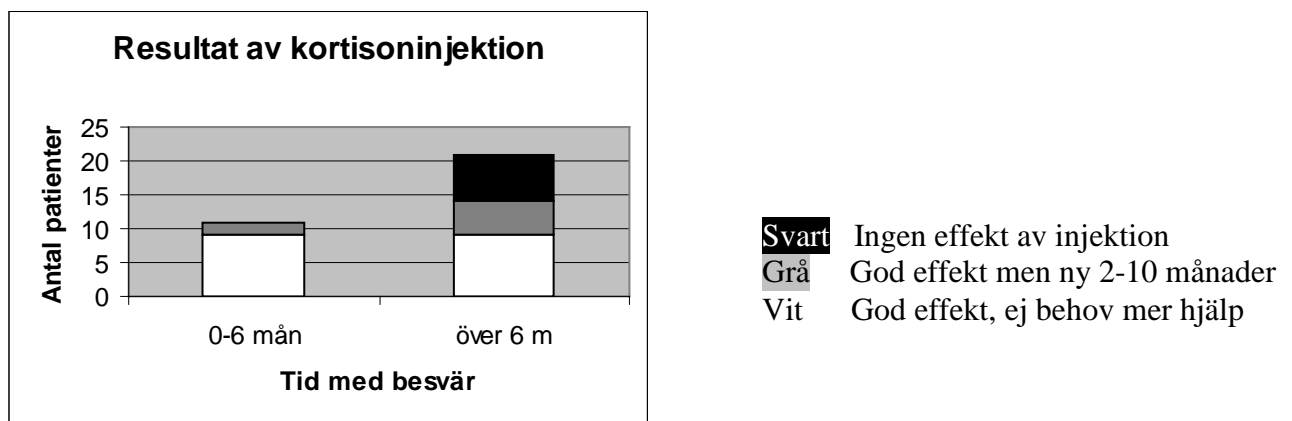 Resultat av kortisoninjektion
Antal patienter
25
20
15
10
5
0
0-6 mån över 6 m
Tid med besvär
Svart Ingen effekt av injektion
Grå God effekt men ny 2-10 månader
Vit God effekt, ej behov mer hjälp